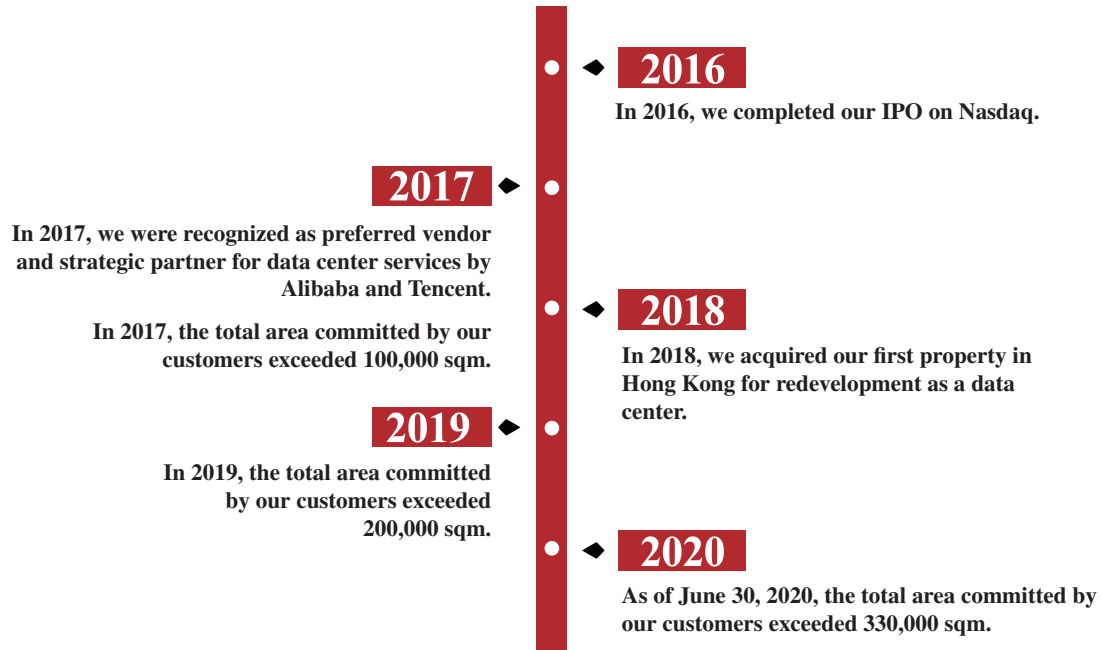 2016
In 2016, we completed our IPO on Nasdaq.
2017
In 2017, we were recognized as preferred vendor
and strategic partner for data center services by
Alibaba and Tencent.
In 2017, the total area committed by our
customers exceeded 100,000 sqm.
2018
In 2018, we acquired our first property in
Hong Kong for redevelopment as a data
center.
2019
In 2019, the total area committed
by our customers exceeded
200,000 sqm.
2020
As of June 30, 2020, the total area committed by
our customers exceeded 330,000 sqm.